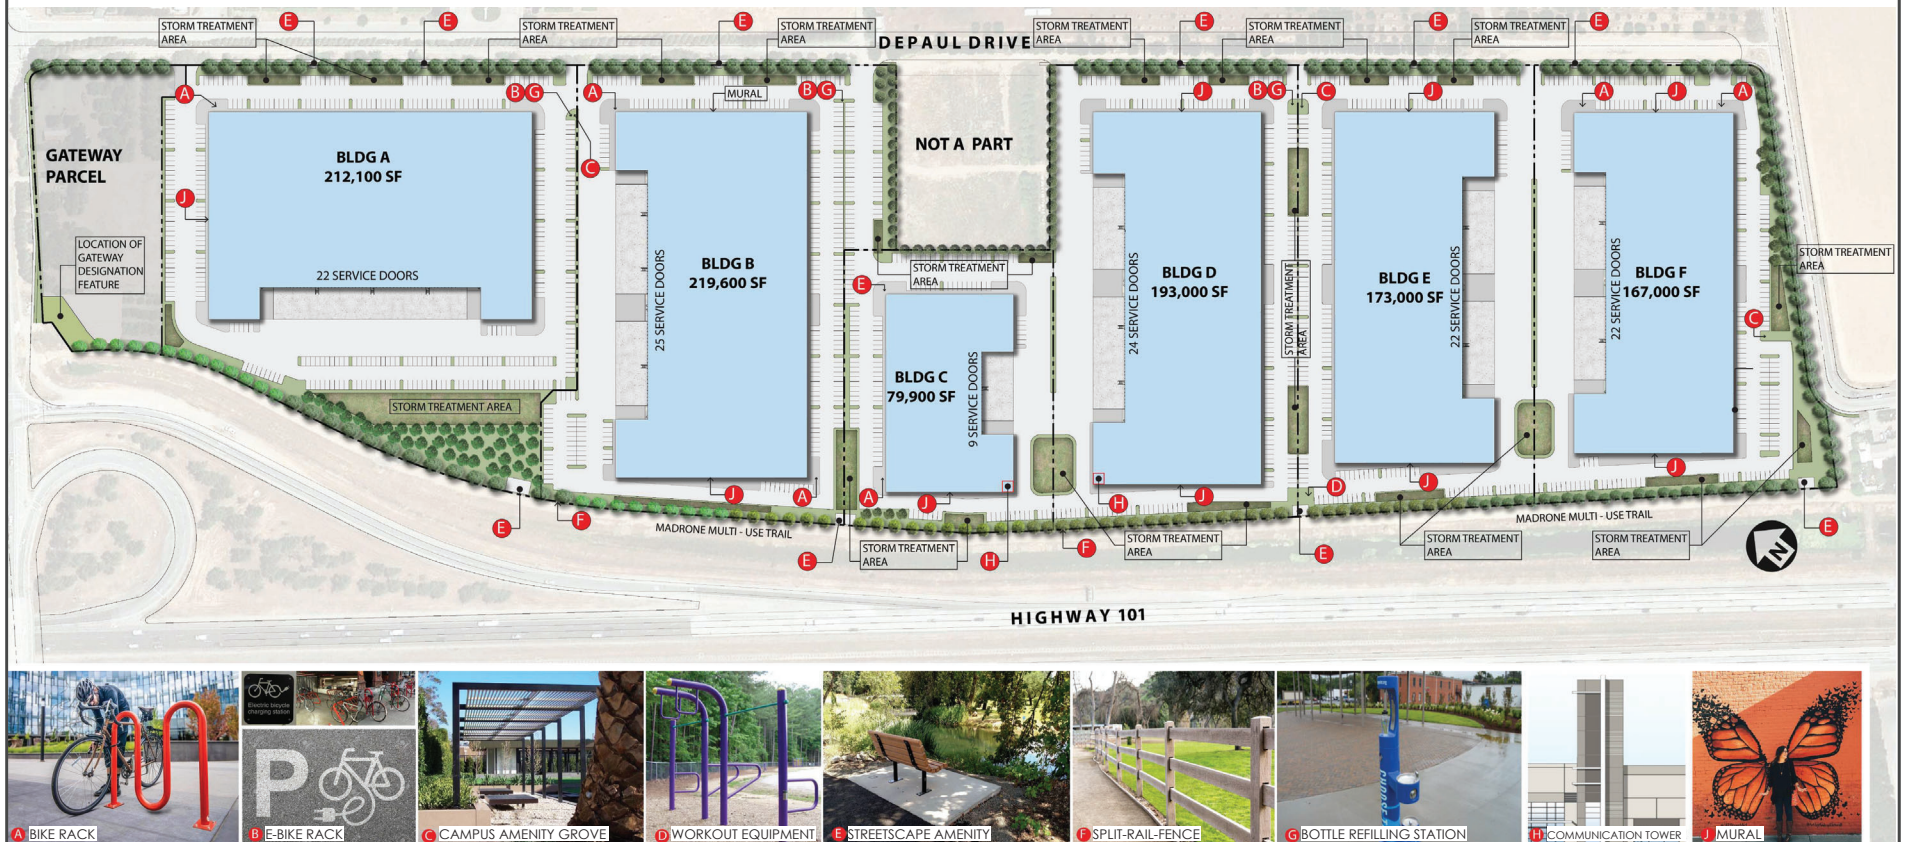 E
E
E
E
E
E
E
STORM TREATMENT
AREA
STORM TREATMENT
AREA
STORM TREATMENT
AREA
DEPAUL DRIVE
STORM TREATMENT
AREA
STORM TREATMENT
AREA
STORM TREATMENT
AREA
A
B G
A
MURAL
B G
J
B G
C
J
A
J
A
GATEWAY
PARCEL
BLDG A
212,100 SF
C
NOT A PART
J
LOCATION OF
GATEWAY
DESIGNATION
FEATURE
22 SERVICE DOORS
25 SERVICE DOORS
BLDG B
219,600 SF
STORM TREATMENT
AREA
E
24 SERVICE DOORS
BLDG D
193,000 SF
STORM TREATMENT
AREA
BLDG E
173,000 SF
22 SERVICE DOORS
22 SERVICE DOORS
BLDG F
167,000 SF
STORM TREATMENT
AREA
C
BLDG C
79,900 SF
9 SERVICE DOORS
STORM TREATMENT AREA
J
A
A
J
H
J
D
J
J
E
F
MADRONE MULTI - USE TRAIL
E
STORM TREATMENT
AREA
H
F
STORM TREATMENT
AREA
E
MADRONE MULTI - USE TRAIL
STORM TREATMENT
AREA
STORM TREATMENT
AREA
N
E
HIGHWAY 101
Electric bicycle
charging station
P
A BIKE RACK
B E-BIKE RACK
C CAMPUS AMENITY GROVE
D WORKOUT EQUIPMENT
E STREETSCAPE AMENITY
F SPLIT-RAIL-FENCE
G BOTTLE REFILLING STATION
H COMMUNICATION TOWER
J MURAL